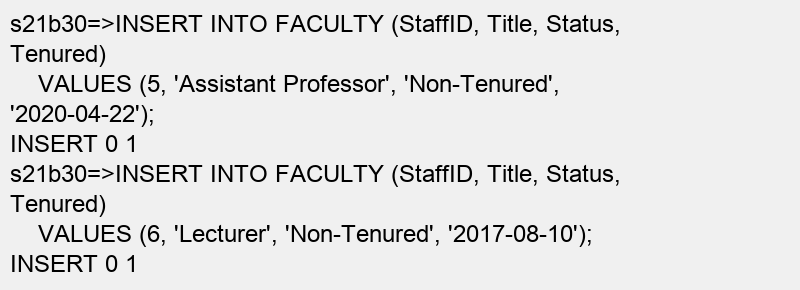 s21b30=>INSERT INTO FACULTY (StaffID, Title, Status,
Tenured)
VALUES (5, 'Assistant Professor', 'Non-Tenured',
'2020-04-22');
INSERT 0 1
s21b30=>INSERT INTO FACULTY (StaffID, Title, Status,
Tenured)
VALUES (6, 'Lecturer', 'Non-Tenured', '2017-08-10');
INSERT 0 1